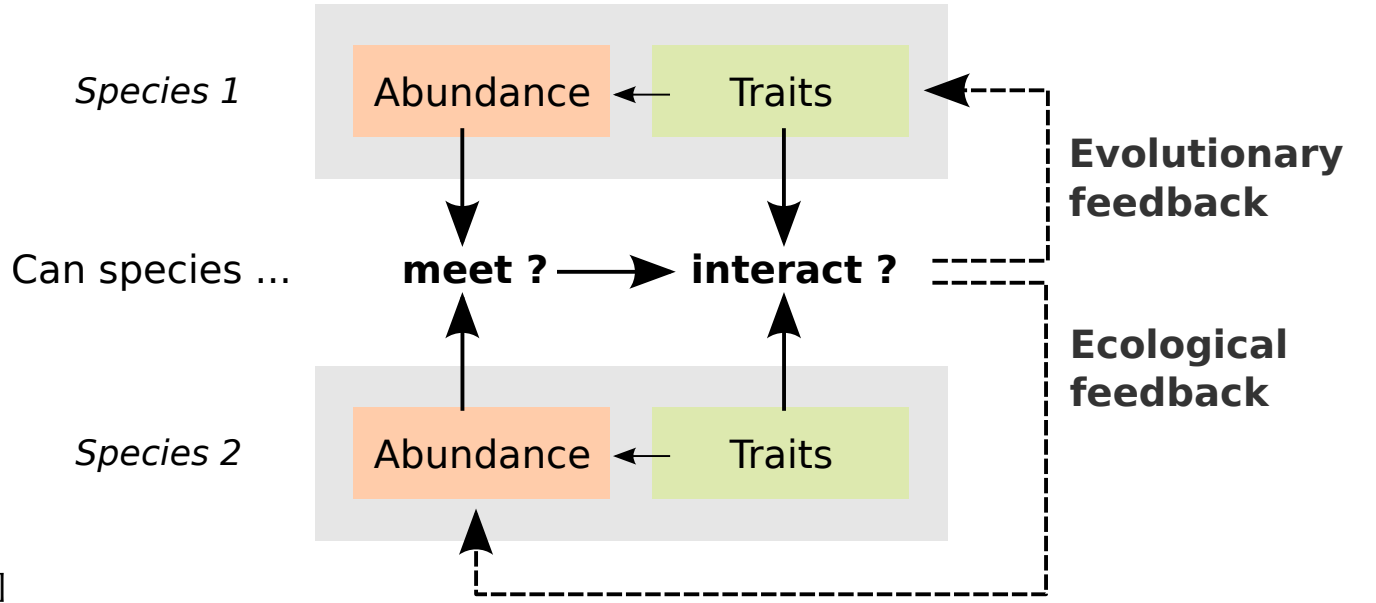 Species 1
Abundance
Traits
Evolutionary
feedback
Can species ...
meet ?
interact ?
Ecological
feedback
Species 2
Abundance
Traits
]